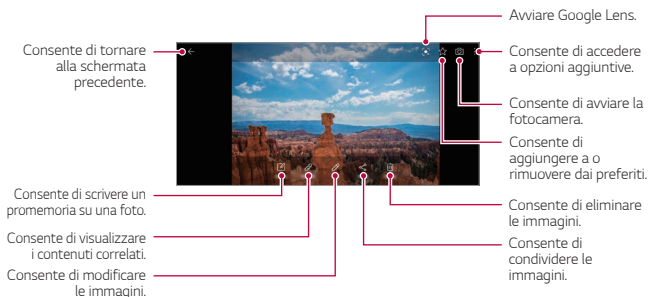 Avviare Google Lens.
Consente di tornare
alla schermata
precedente.
Consente di accedere
a opzioni aggiuntive.
Consente di avviare la
fotocamera.
Consente di
aggiungere a o
rimuovere dai preferiti.
Consente di scrivere un
promemoria su una foto.
Consente di eliminare
le immagini.
Consente di visualizzare
i contenuti correlati.
Consente di
condividere le
immagini.
Consente di modificare
le immagini.